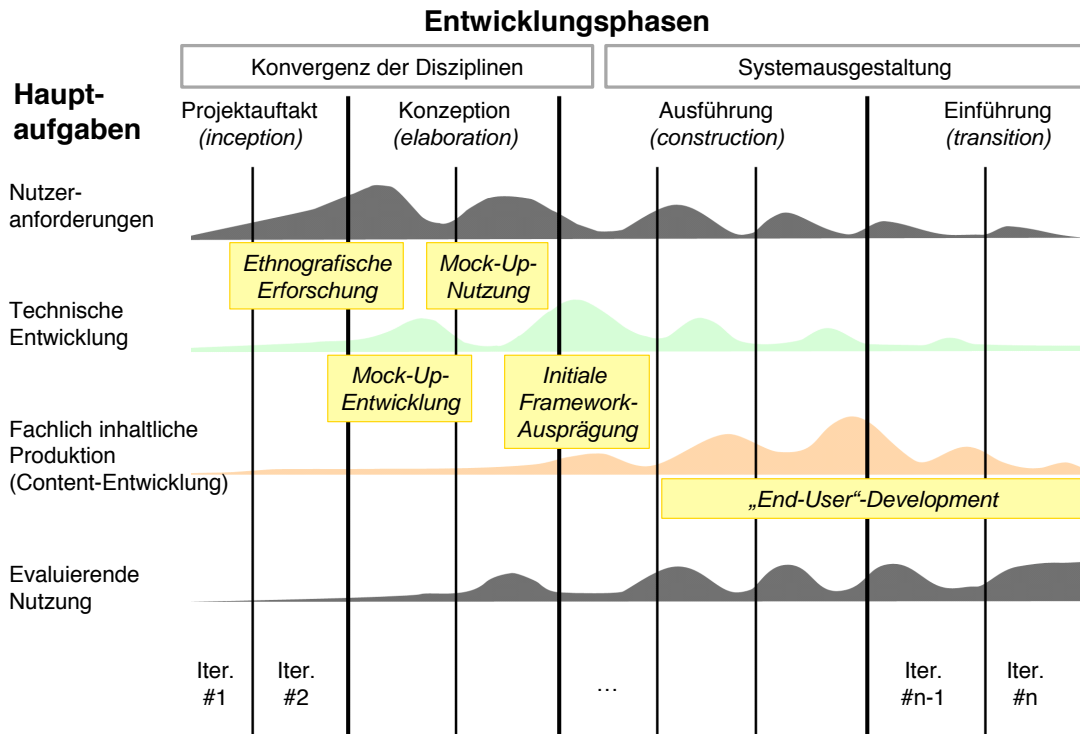 Entwicklungsphasen
Konvergenz der Disziplinen
Systemausgestaltung
Haupt-
aufgaben
Projektauftakt
(inception)
Konzeption
(elaboration)
Ausführung
(construction)
Einführung
(transition)
Nutzer-
anforderungen
Ethnografische
Erforschung
Mock-Up-
Nutzung
Technische
Entwicklung
Mock-Up-
Entwicklung
Initiale
Framework-
Ausprägung
Fachlich inhaltliche
Produktion
(Content-Entwicklung)
„End-User“-Development
Evaluierende
Nutzung
Iter.
#1
Iter.
#2
...
Iter.
#n-1
Iter.
#n